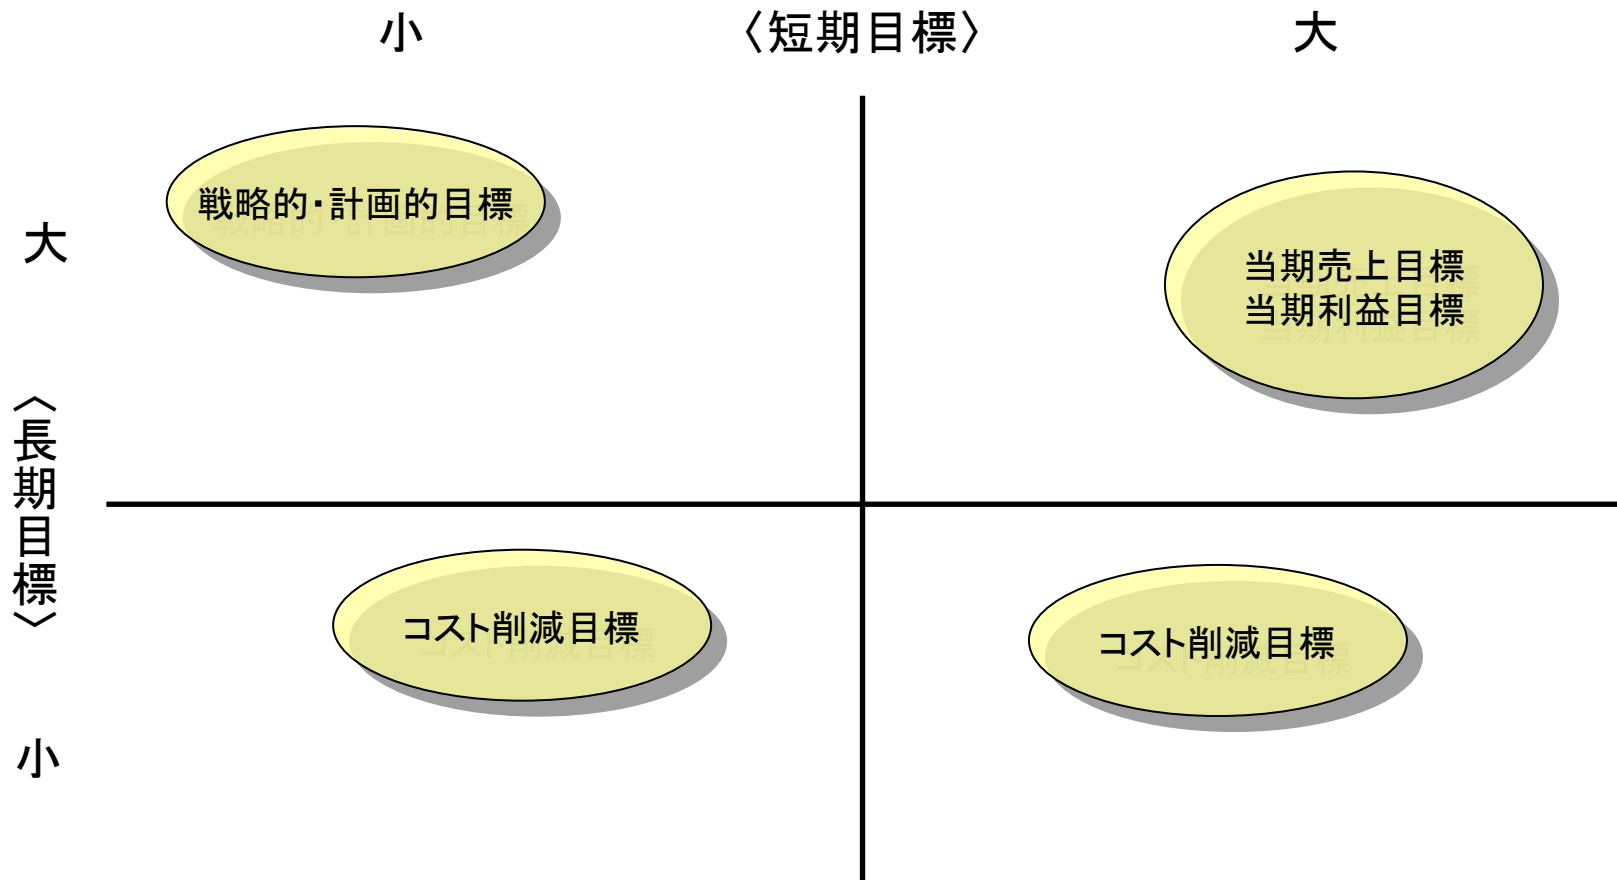 小
〈短期目標〉
大
戦略的・計画的目標
大
当期売上目標
当期利益目標
〈長期目標〉
コスト削減目標
コスト削減目標
小